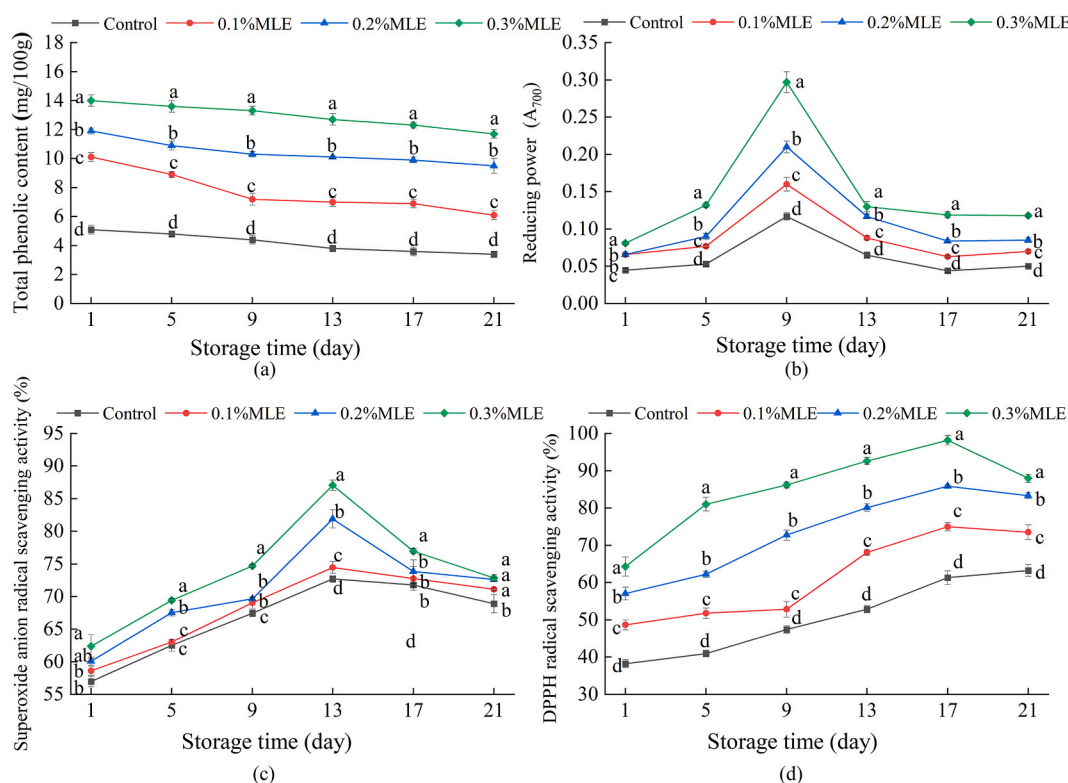 Control 0.1%MLE 0.2%MLE 0.3%MLE
Total phenolic content (mg/100g)
18
16
14
12
10
8
6
4
2
0
a a a a a a
b b b b b b
c c c c c c
d d d d d d
1 5 9 13 17 21
Storage time (day)
(a)
Control 0.1%MLE 0.2%MLE 0.3%MLE
Reducing power (A700)
0.35
0.30
0.25
0.20
0.15
0.10
0.05
0.00
a a a a a a
b b b b b b
b c c c c c
c d d d d d
1 5 9 13 17 21
Storage time (day)
(b)
Control 0.1%MLE 0.2%MLE 0.3%MLE
Superoxide anion radical scavenging activity (%)
95
90
85
80
75
70
65
60
55
a a a a a a
ab b b b b a
b c b c b a
b c c d b b
d
1 5 9 13 17 21
Storage time (day)
(c)
Control 0.1%MLE 0.2%MLE 0.3%MLE
DPPH radical scavenging activity (%)
100
90
80
70
60
50
40
30
a a a a a a
b b b b b b
c c c c c c
d d d d d d
1 5 9 13 17 21
Storage time (day)
(d)